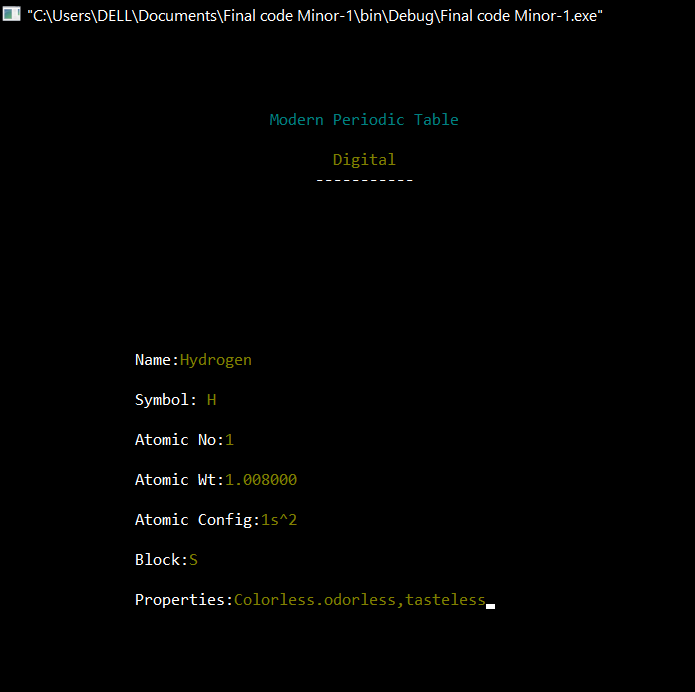 "C:\Users\DELL\Documents\Final code Minor-1\bin\Debug\Final code Minor-1.exe"
Modern Periodic Table
Digital
-----------
Name:Hydrogen
Symbol: H
Atomic No:1
Atomic Wt:1.008000
Atomic Config:1s^2
Block:S
Properties:Colorless.odorless,tasteless